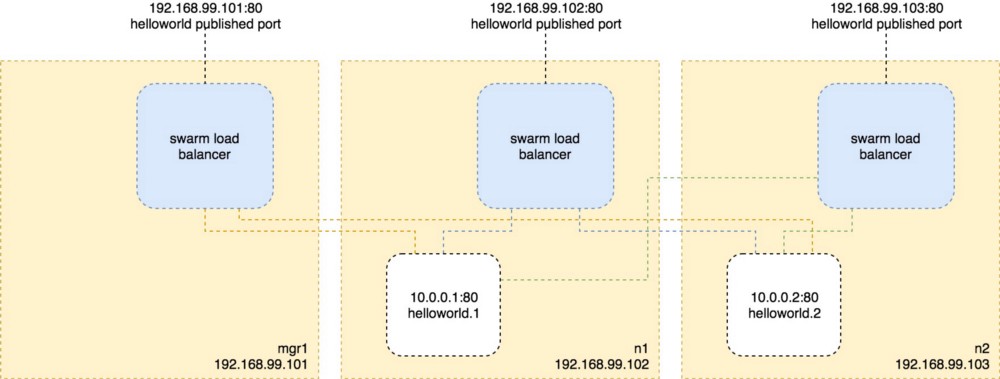 192.168.99.101:80
helloworld published port
192.168.99.102:80
helloworld published port
192.168.99.103:80
helloworld published port
swarm load
balancer
swarm load
balancer
swarm load
balancer
10.0.0.1:80
helloworld.1
10.0.0.2:80
helloworld.2
mgr1
192.168.99.101
n1
192.168.99.102
n2
192.168.99.103